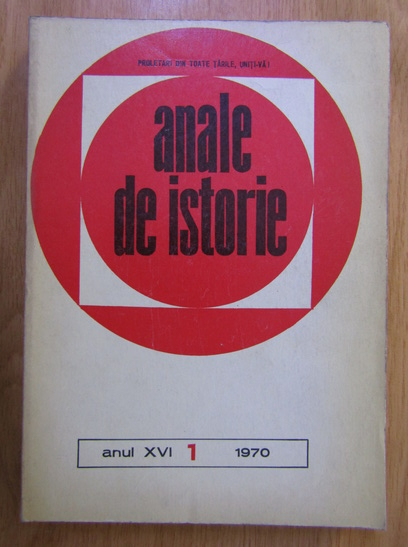 PROLETARI DIN TOATE ȚĂRILE, UNIȚI-VĂ!
anale
de istorie
anul XVI 1 1970